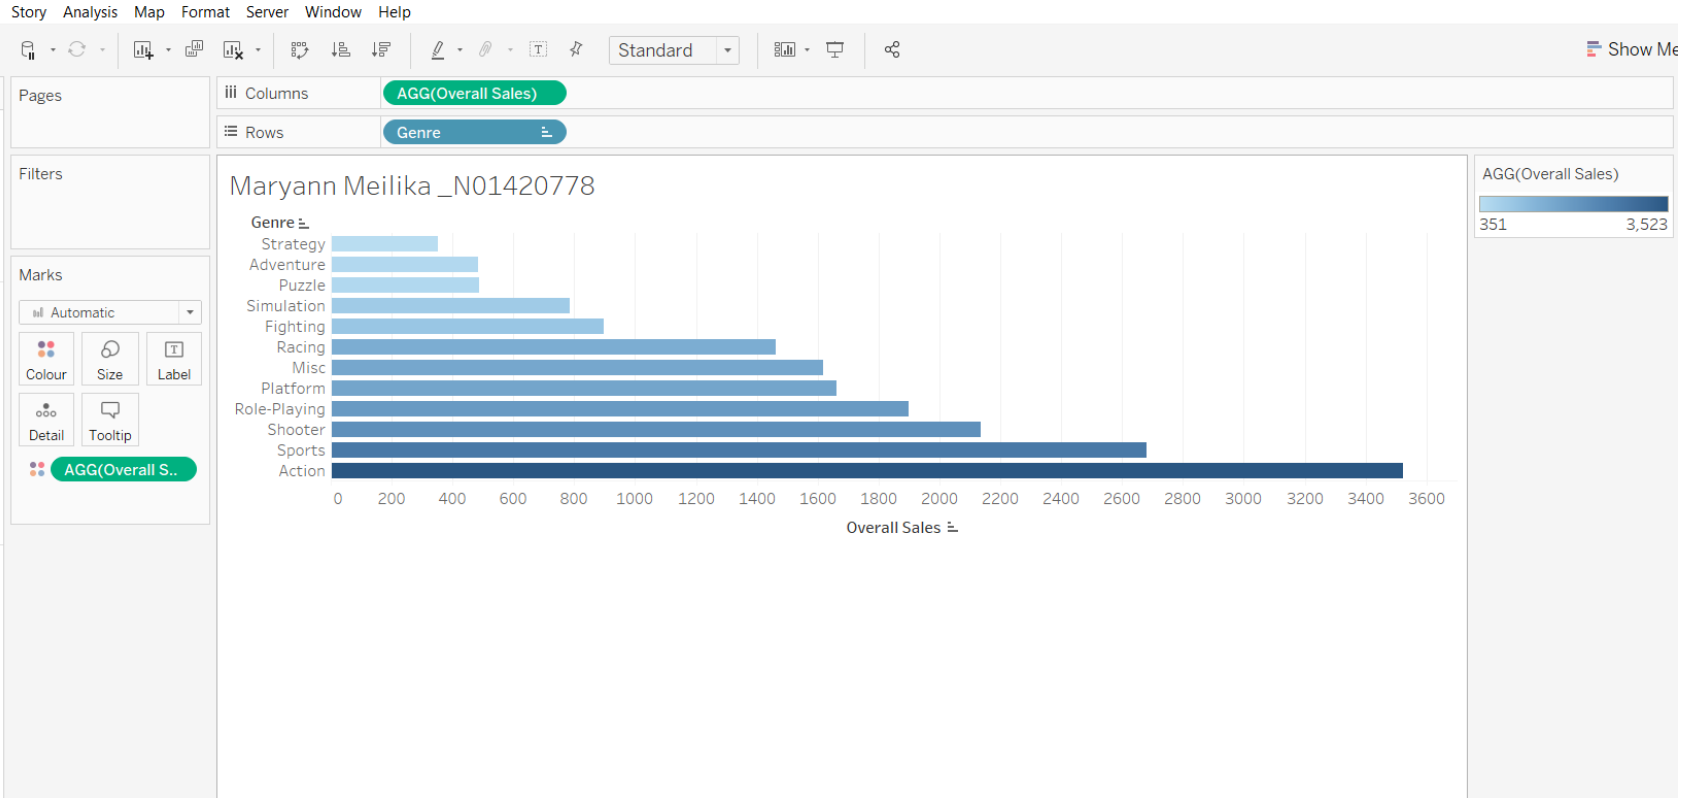 Story Analysis Map Format Server Window Help
Standard
Show Me
Pages
Columns
AGG(Overall Sales)
Rows
Genre
Filters
Marks
Automatic
Colour
Size
Label
Detail
Tooltip
AGG(Overall S..
Maryann Meilika _N01420778
Genre
Strategy
Adventure
Puzzle
Simulation
Fighting
Racing
Misc
Platform
Role-Playing
Shooter
Sports
Action
0 200 400 600 800 1000 1200 1400 1600 1800 2000 2200 2400 2600 2800 3000 3200 3400 3600
Overall Sales
AGG(Overall Sales)
351 3,523